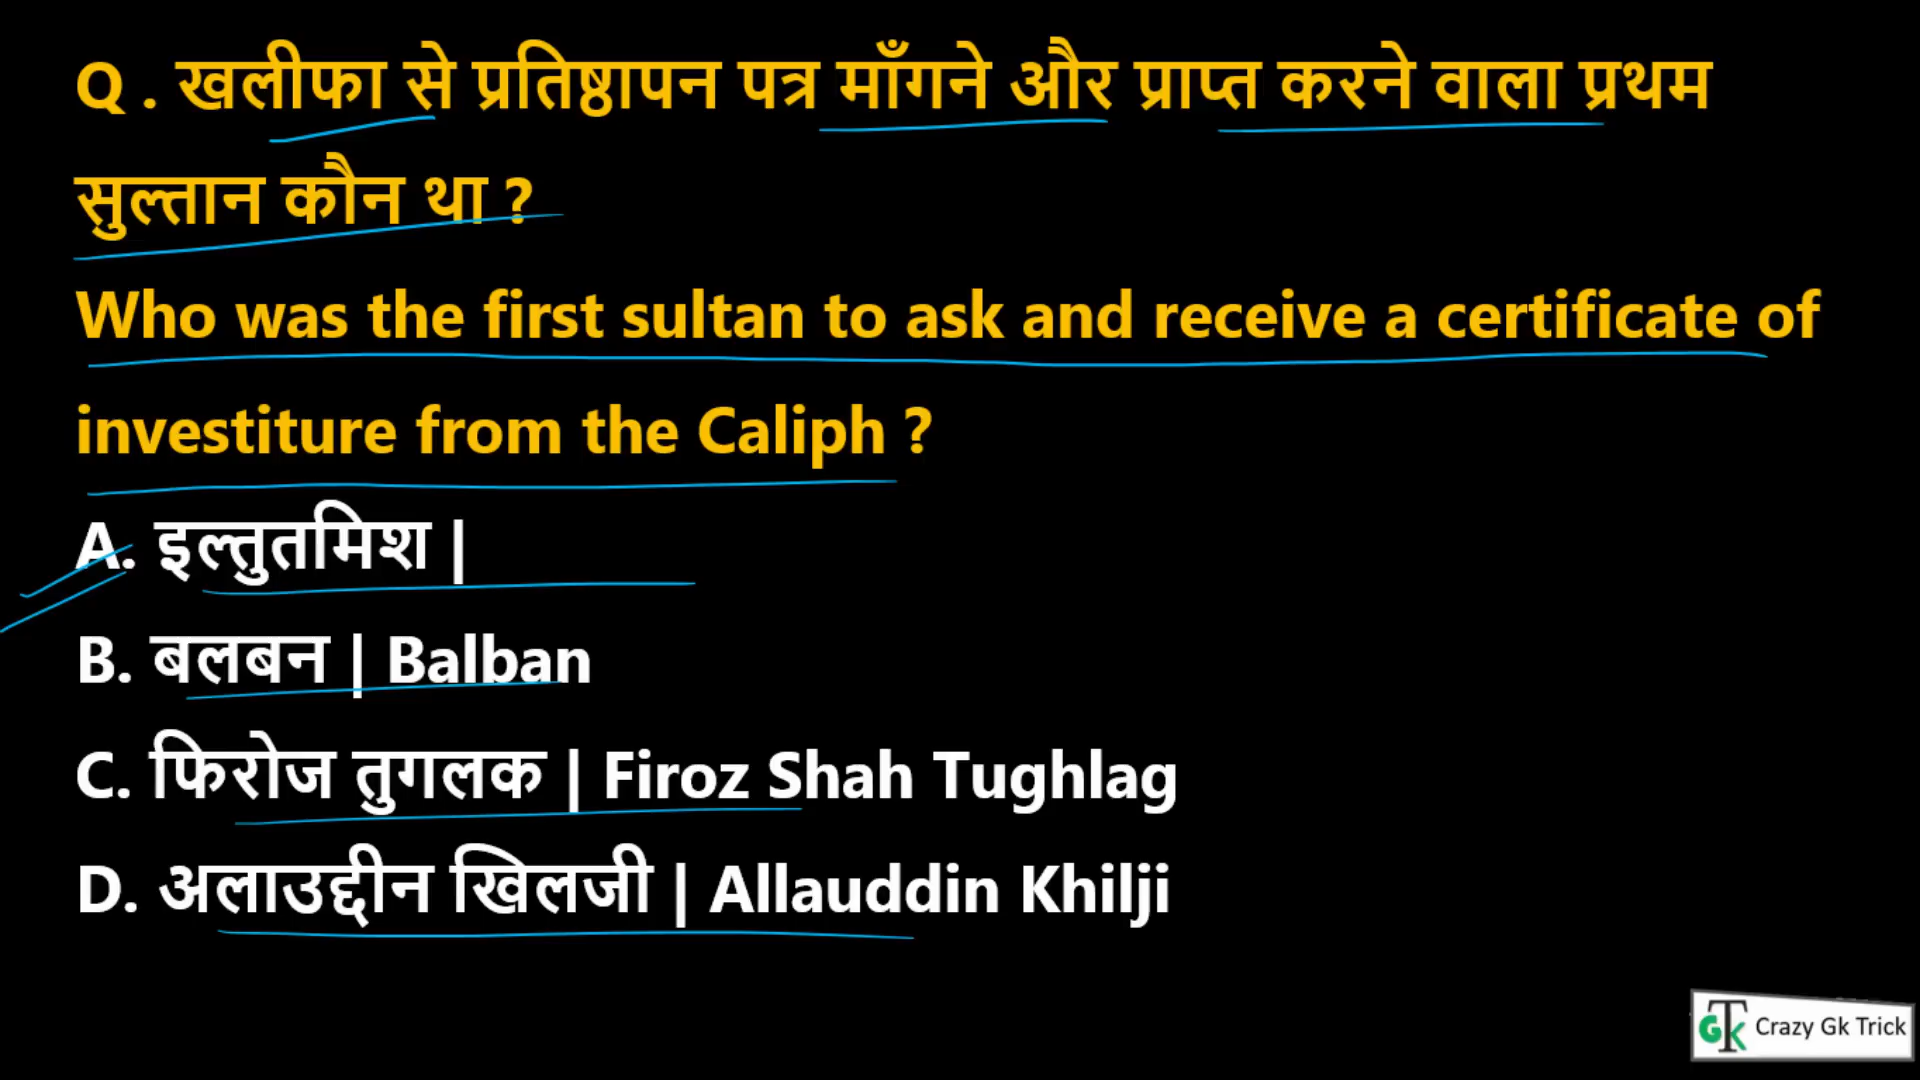 Q . खलीफा से प्रतिष्ठापन पत्र माँगने और प्राप्त करने वाला प्रथम
सुल्तान कौन था ?
Who was the first sultan to ask and receive a certificate of
investiture from the Caliph ?
A. इल्तुतमिश |
B. बलबन | Balban
C. फिरोज तुगलक | Firoz Shah Tughlag
D. अलाउद्दीन खिलजी | Allauddin Khilji
GTK Crazy Gk Trick